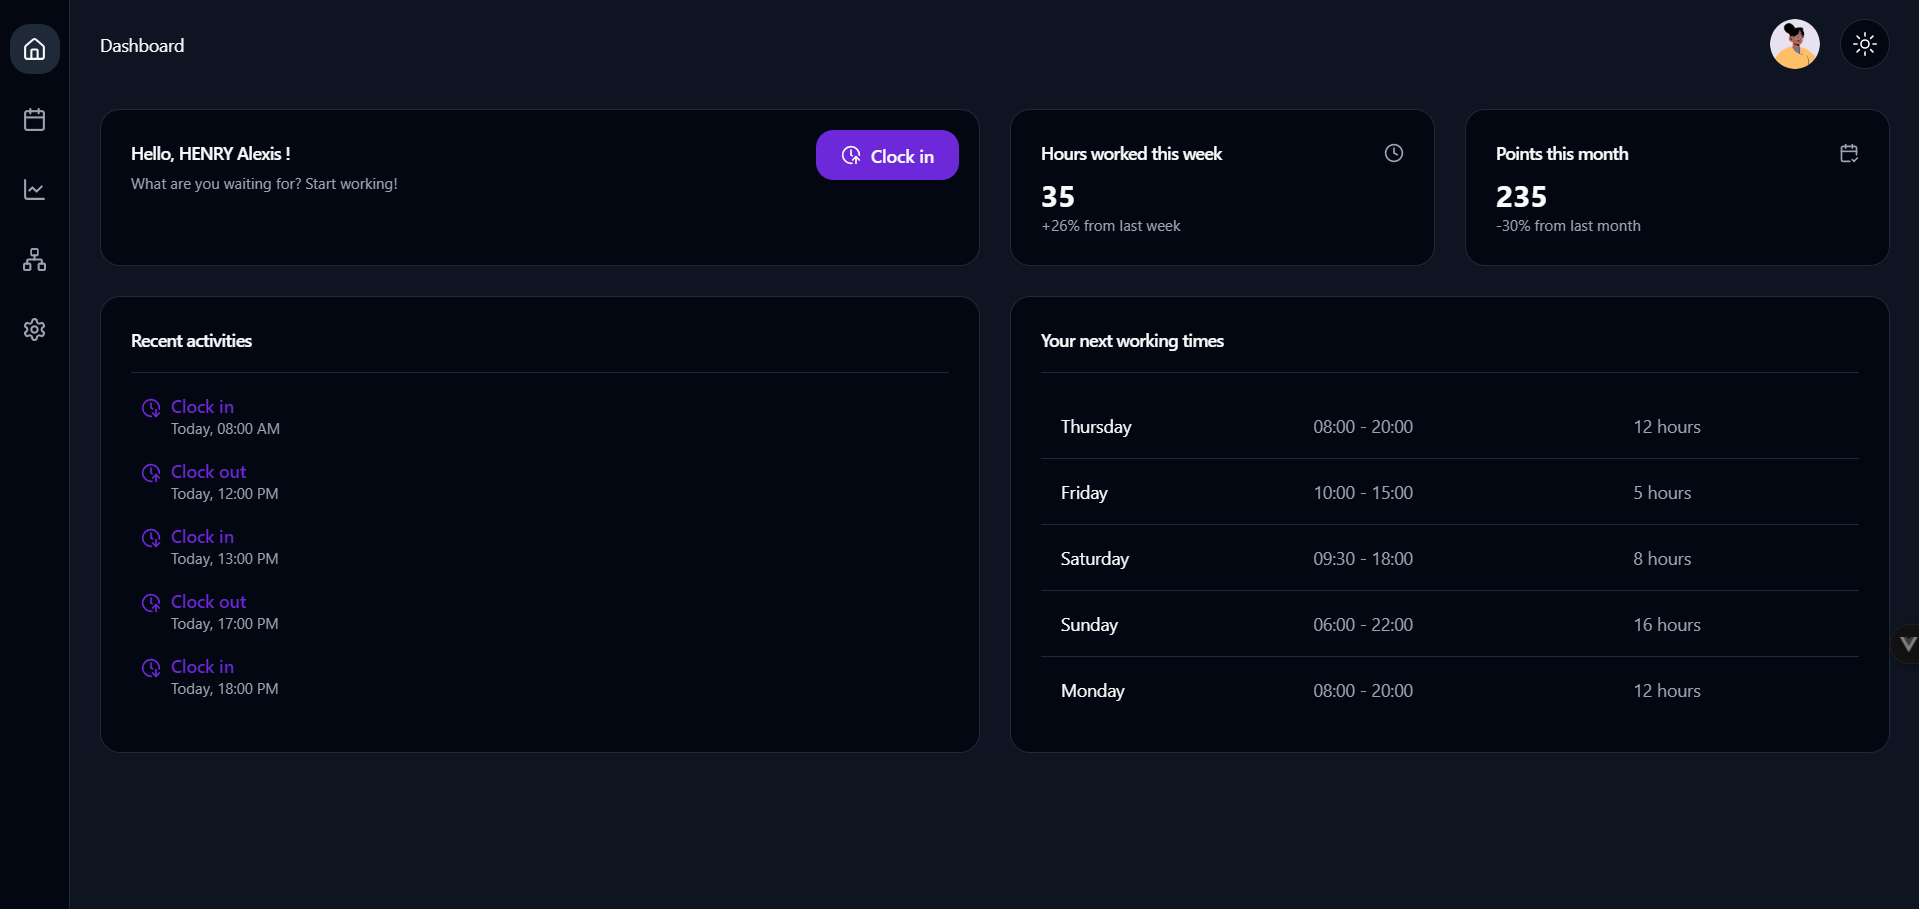 Dashboard
Hello, HENRY Alexis !
What are you waiting for? Start working!
Clock in
Hours worked this week
35
+26% from last week
Points this month
235
-30% from last month
Recent activities
Clock in
Today, 08:00 AM
Clock out
Today, 12:00 PM
Clock in
Today, 13:00 PM
Clock out
Today, 17:00 PM
Clock in
Today, 18:00 PM
Your next working times
Thursday 08:00 - 20:00 12 hours
Friday 10:00 - 15:00 5 hours
Saturday 09:30 - 18:00 8 hours
Sunday 06:00 - 22:00 16 hours
Monday 08:00 - 20:00 12 hours